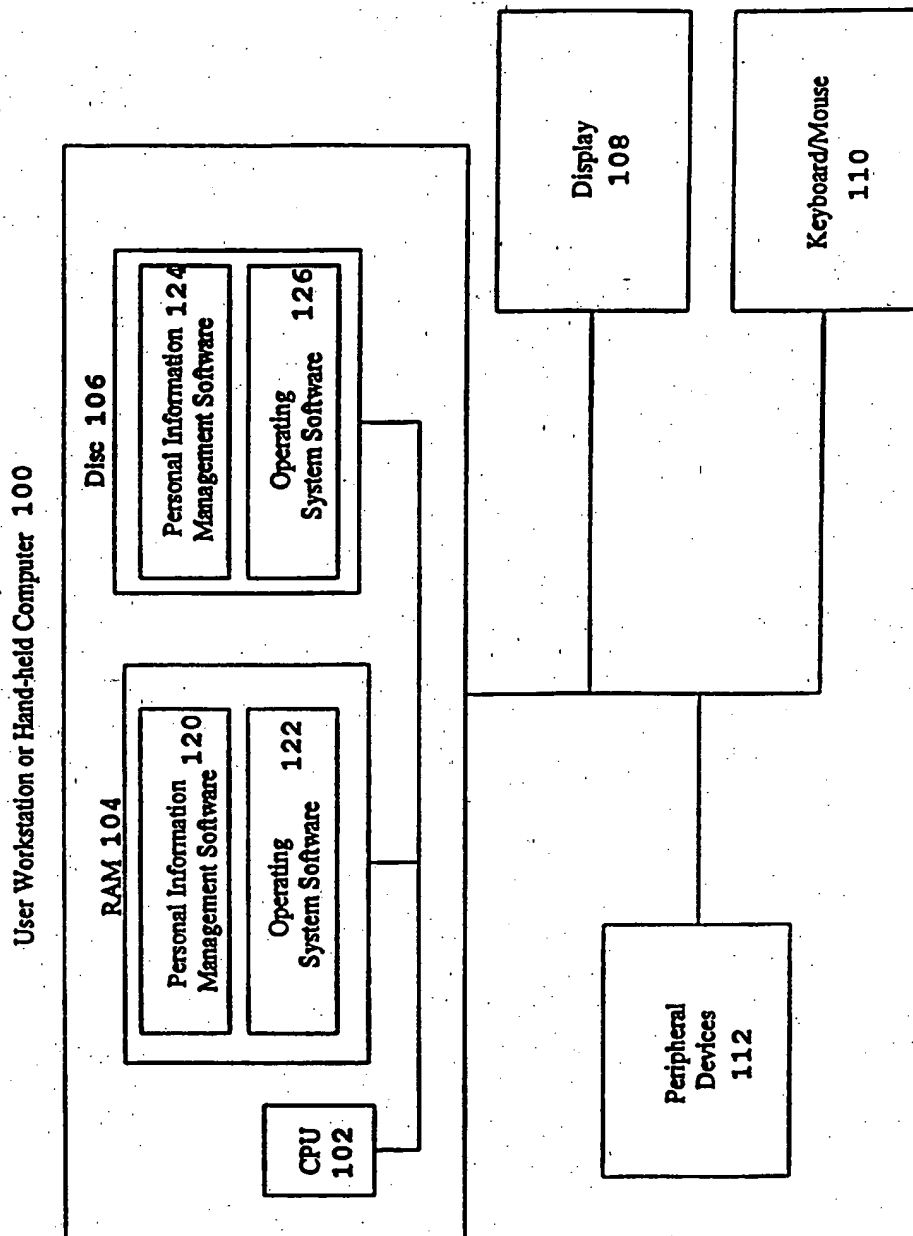 User Workstation or Hand-held Computer 100
RAM 104
Personal Information 120
Management Software
Operating 122
System Software
Disc 106
Personal Information 124
Management Software
Operating 126
System Software
CPU
102
Peripheral
Devices
112
Display
108
Keyboard/Mouse
110